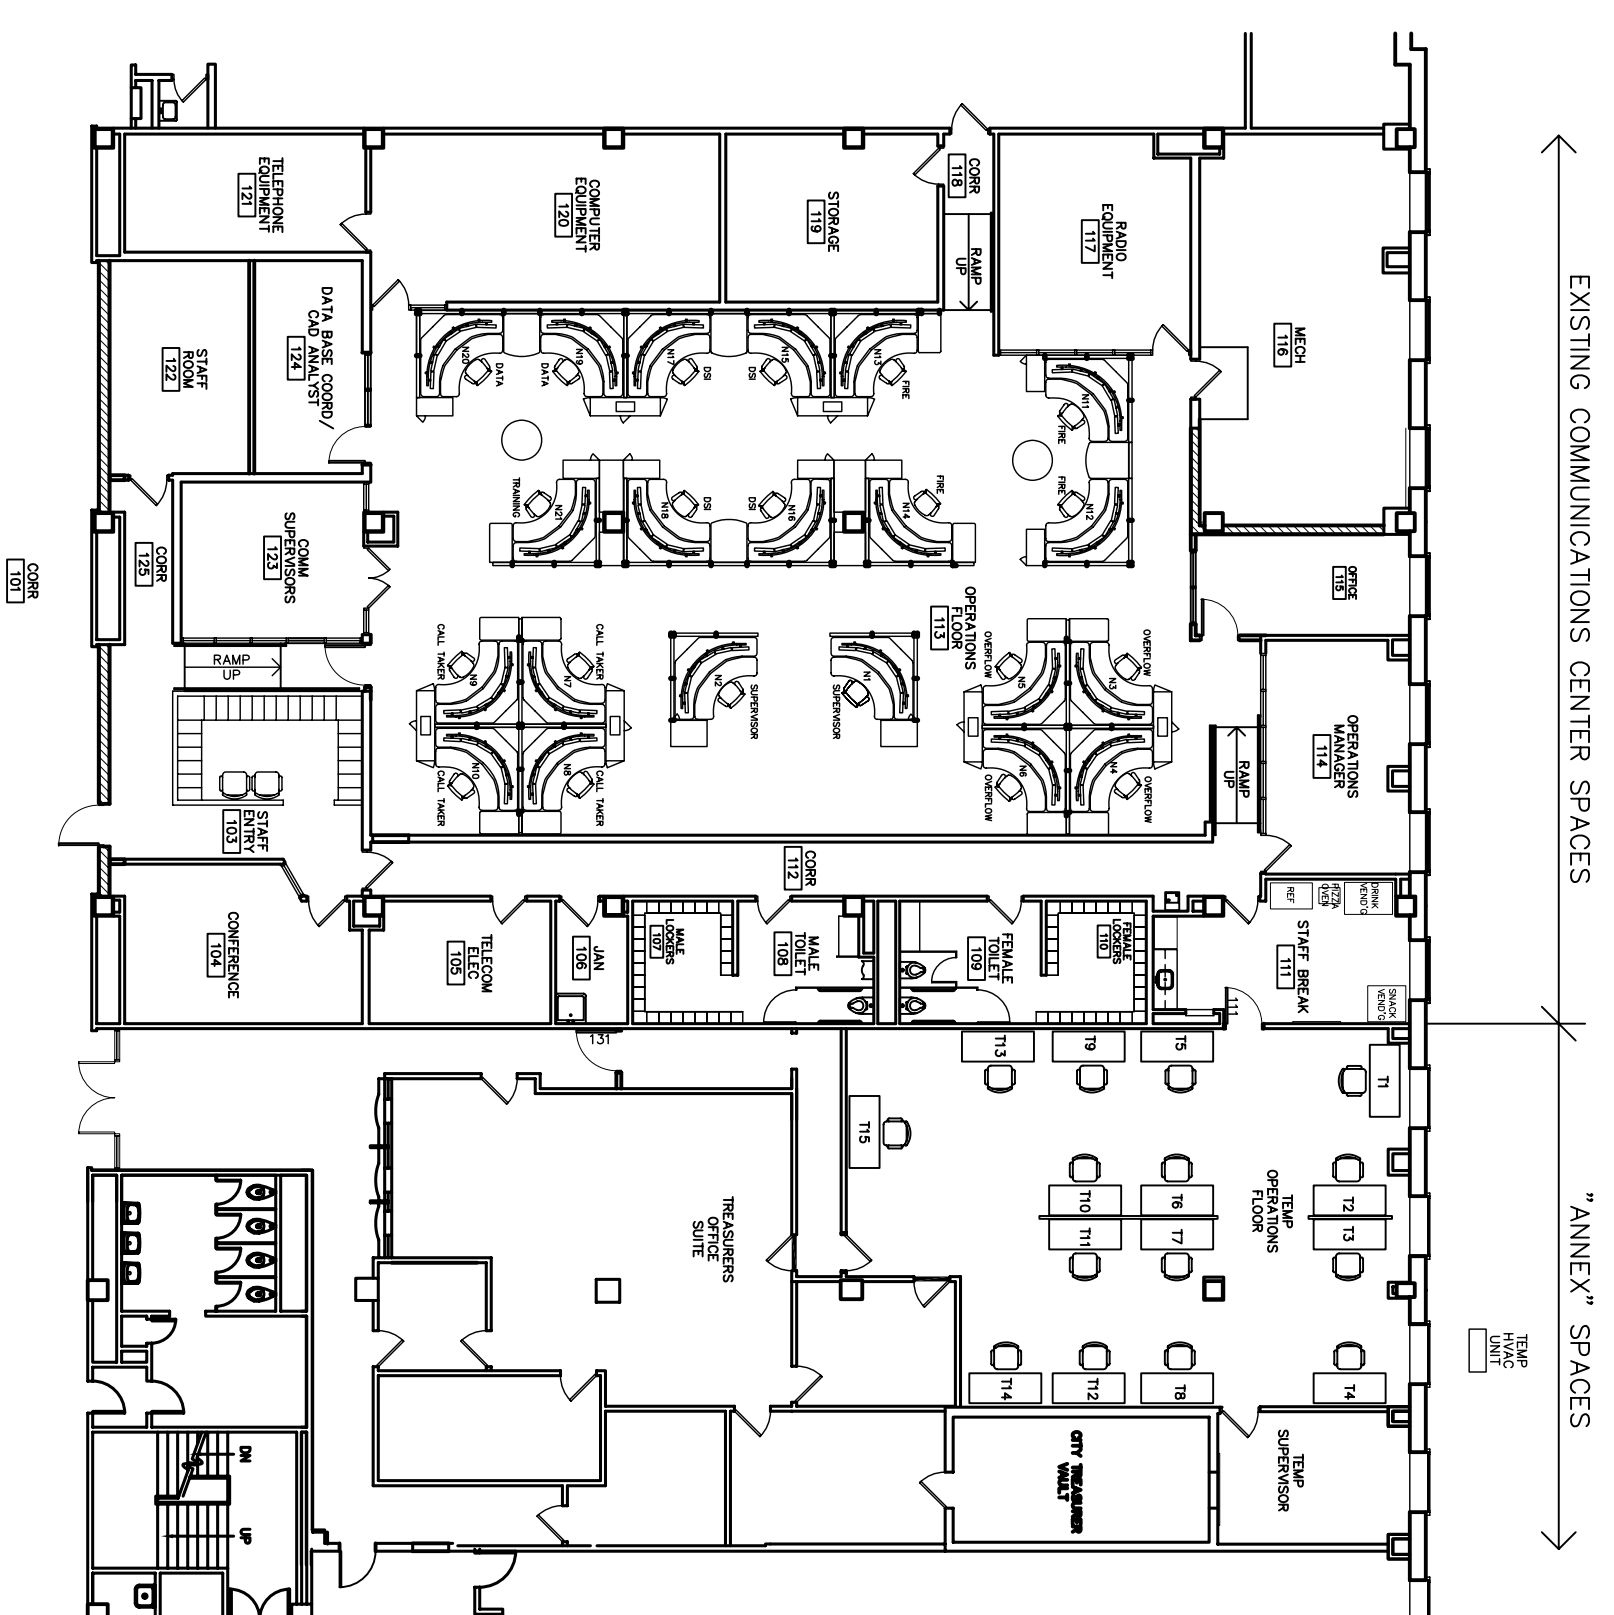 EXISTING COMMUNICATIONS CENTER SPACES
"ANNEX" SPACES
TEMP
HVAC
UNIT
MECH
116
OFFICE
115
OPERATIONS
MANAGER
114
DRINK
VEND'G
PIZZA
OVEN
REF
STAFF BREAK
111
SNACK
VEND'G
111
RAMP
UP
RADIO
EQUIPMENT
117
CORR
118
RAMP
UP
STORAGE
119
COMPUTER
EQUIPMENT
120
TELEPHONE
EQUIPMENT
121
DATA BASE COORD/
CAD ANALYST
124
STAFF
ROOM
122
COMM
SUPERVISORS
123
CORR
125
CORR
101
RAMP
UP
STAFF
ENTRY
103
OPERATIONS
FLOOR
113
N11
FIRE
N12
FIRE
N13
FIRE
N15
DSI
N17
DSI
N19
DATA
N20
DATA
N14
FIRE
N16
DSI
N18
DSI
N21
TRAINING
N3
OVERFLOW
N4
OVERFLOW
N5
OVERFLOW
N6
OVERFLOW
N1
SUPERVISOR
N2
SUPERVISOR
N7
CALL TAKER
N8
CALL TAKER
N9
CALL TAKER
N10
CALL TAKER
CORR
112
FEMALE
LOCKERS
110
FEMALE
TOILET
109
MALE
TOILET
108
MALE
LOCKERS
107
JAN
106
TELECOM
ELEC
105
CONFERENCE
104
131
T1
T5
T9
T13
T15
T2
T3
T6
T7
T10
T11
TEMP
OPERATIONS
FLOOR
T4
T8
T12
T14
TREASURERS
OFFICE
SUITE
TEMP
SUPERVISOR
CITY TREASURER
VAULT
DN
UP